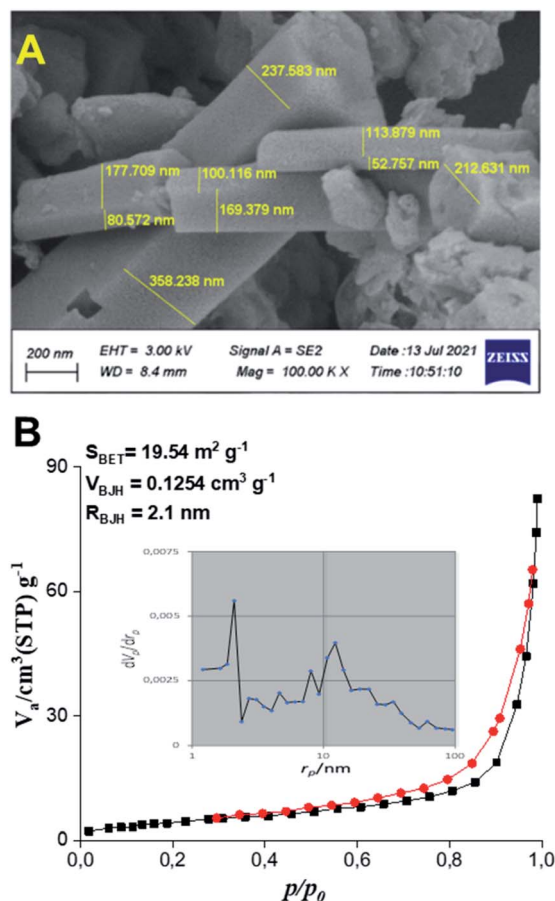 A
237.583 nm
113.879 nm
177.709 nm
100.116 nm
52.757 nm
212.631 nm
80.572 nm
169.379 nm
358.238 nm
200 nm
EHT = 3.00 kV
Signal A = SE2
Date :13 Jul 2021
WD = 8.4 mm
Mag = 100.00 K X
Time :10:51:10
ZEISS
B
S_BET= 19.54 m² g⁻¹
V_BJH = 0.1254 cm³ g⁻¹
R_BJH = 2.1 nm
90
60
30
0
Vₐ/cm³(STP) g⁻¹
0,0075
0,005
0,0025
0
dVₚ/drₚ
1
10
100
rₚ/nm
0,0
0,2
0,4
0,6
0,8
1,0
p/p₀